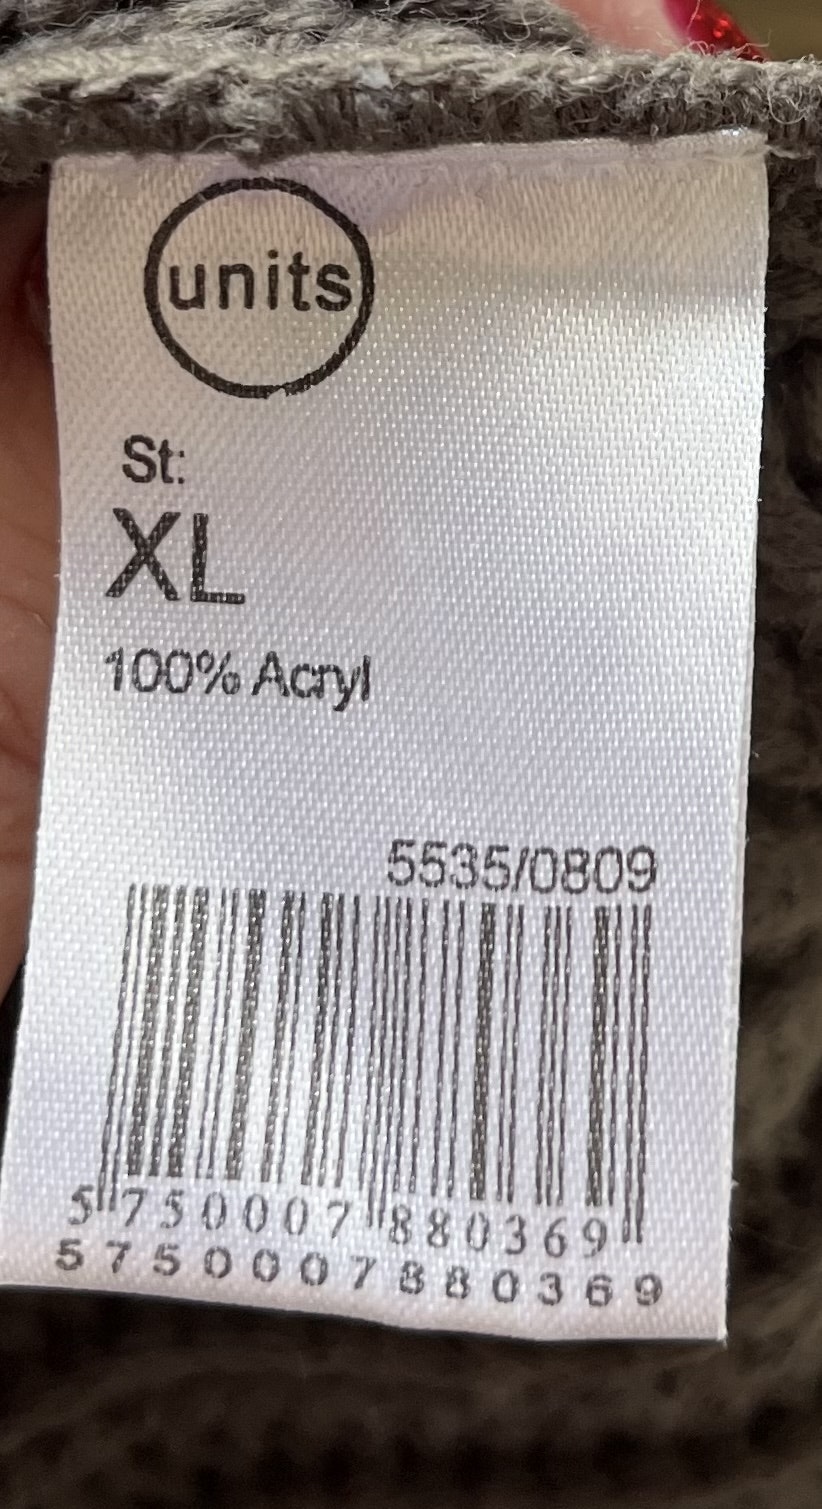 units
St:
XL
100% Acryl
5535/0809
5 750007 880369
5750007880369